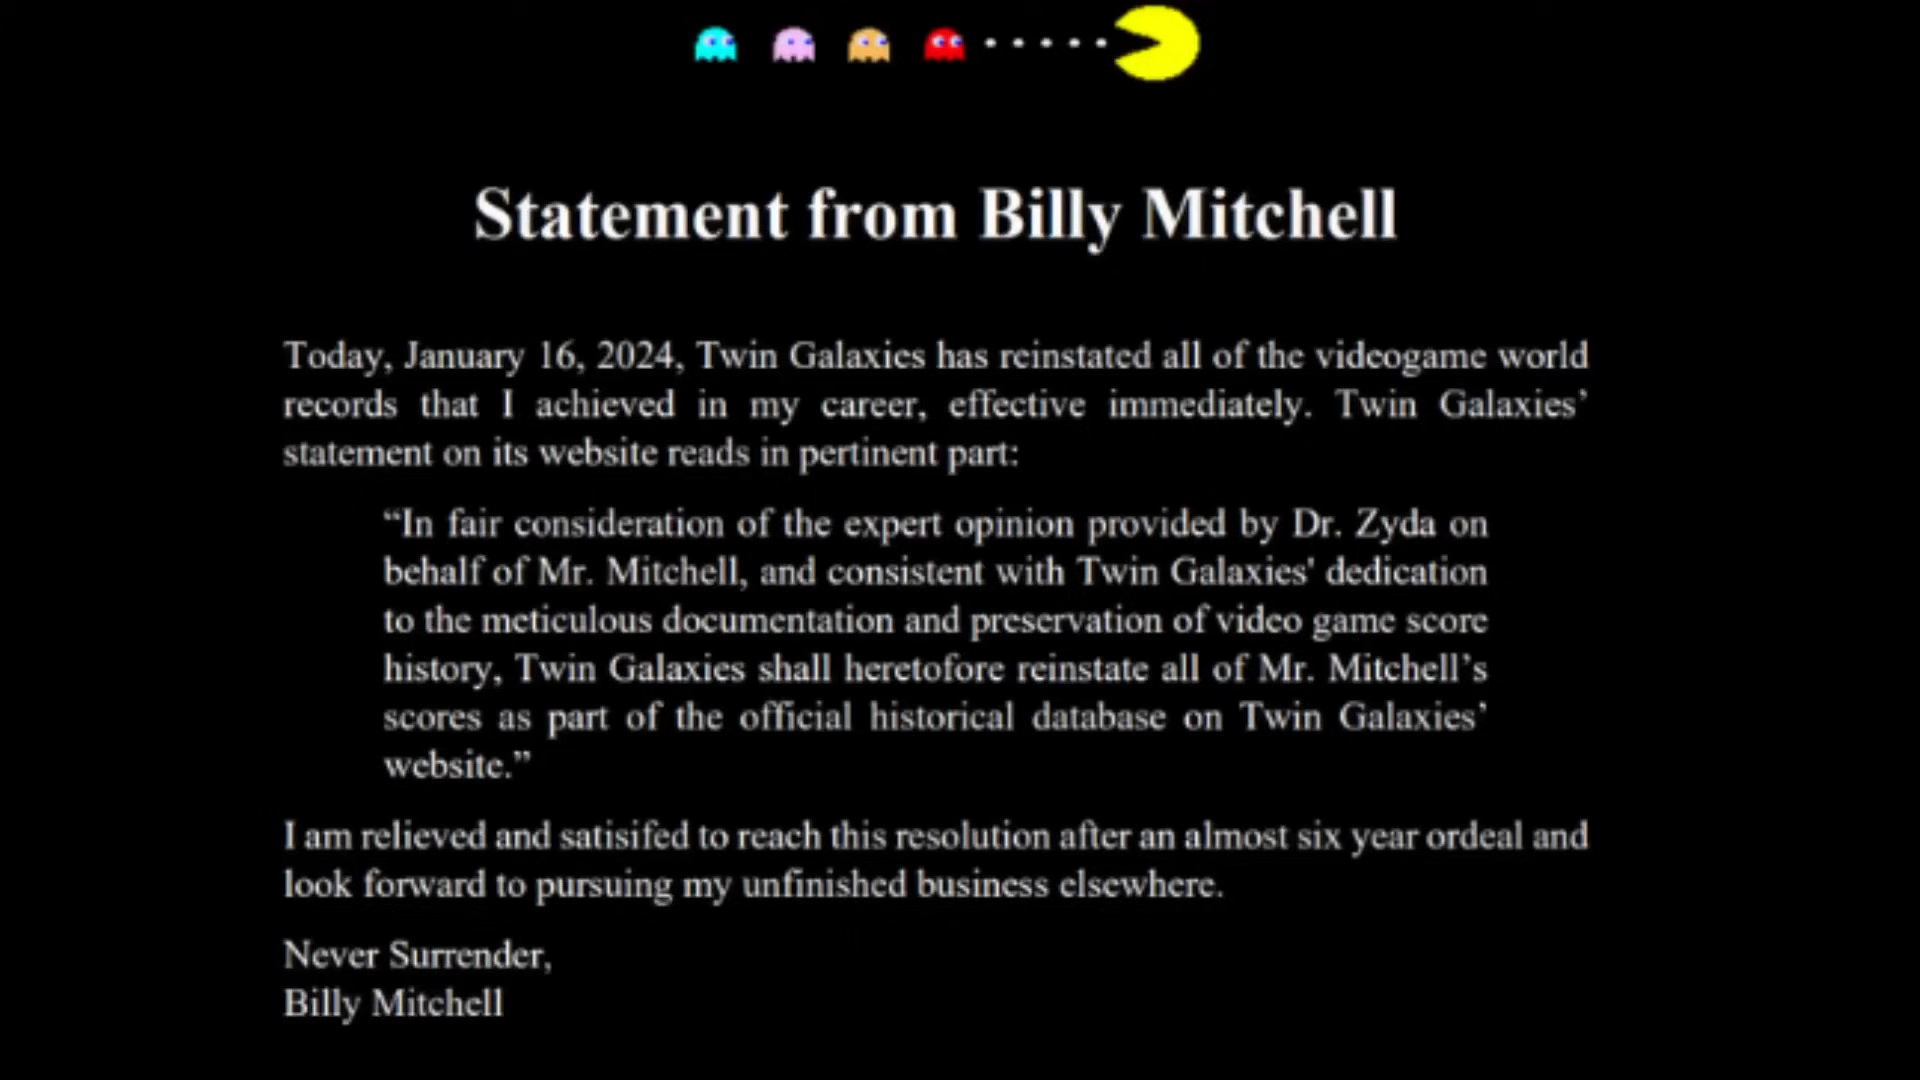 Statement from Billy Mitchell
Today, January 16, 2024, Twin Galaxies has reinstated all of the videogame world
records that I achieved in my career, effective immediately. Twin Galaxies’
statement on its website reads in pertinent part:
“In fair consideration of the expert opinion provided by Dr. Zyda on
behalf of Mr. Mitchell, and consistent with Twin Galaxies' dedication
to the meticulous documentation and preservation of video game score
history, Twin Galaxies shall heretofore reinstate all of Mr. Mitchell’s
scores as part of the official historical database on Twin Galaxies’
website.”
I am relieved and satisifed to reach this resolution after an almost six year ordeal and
look forward to pursuing my unfinished business elsewhere.
Never Surrender,
Billy Mitchell